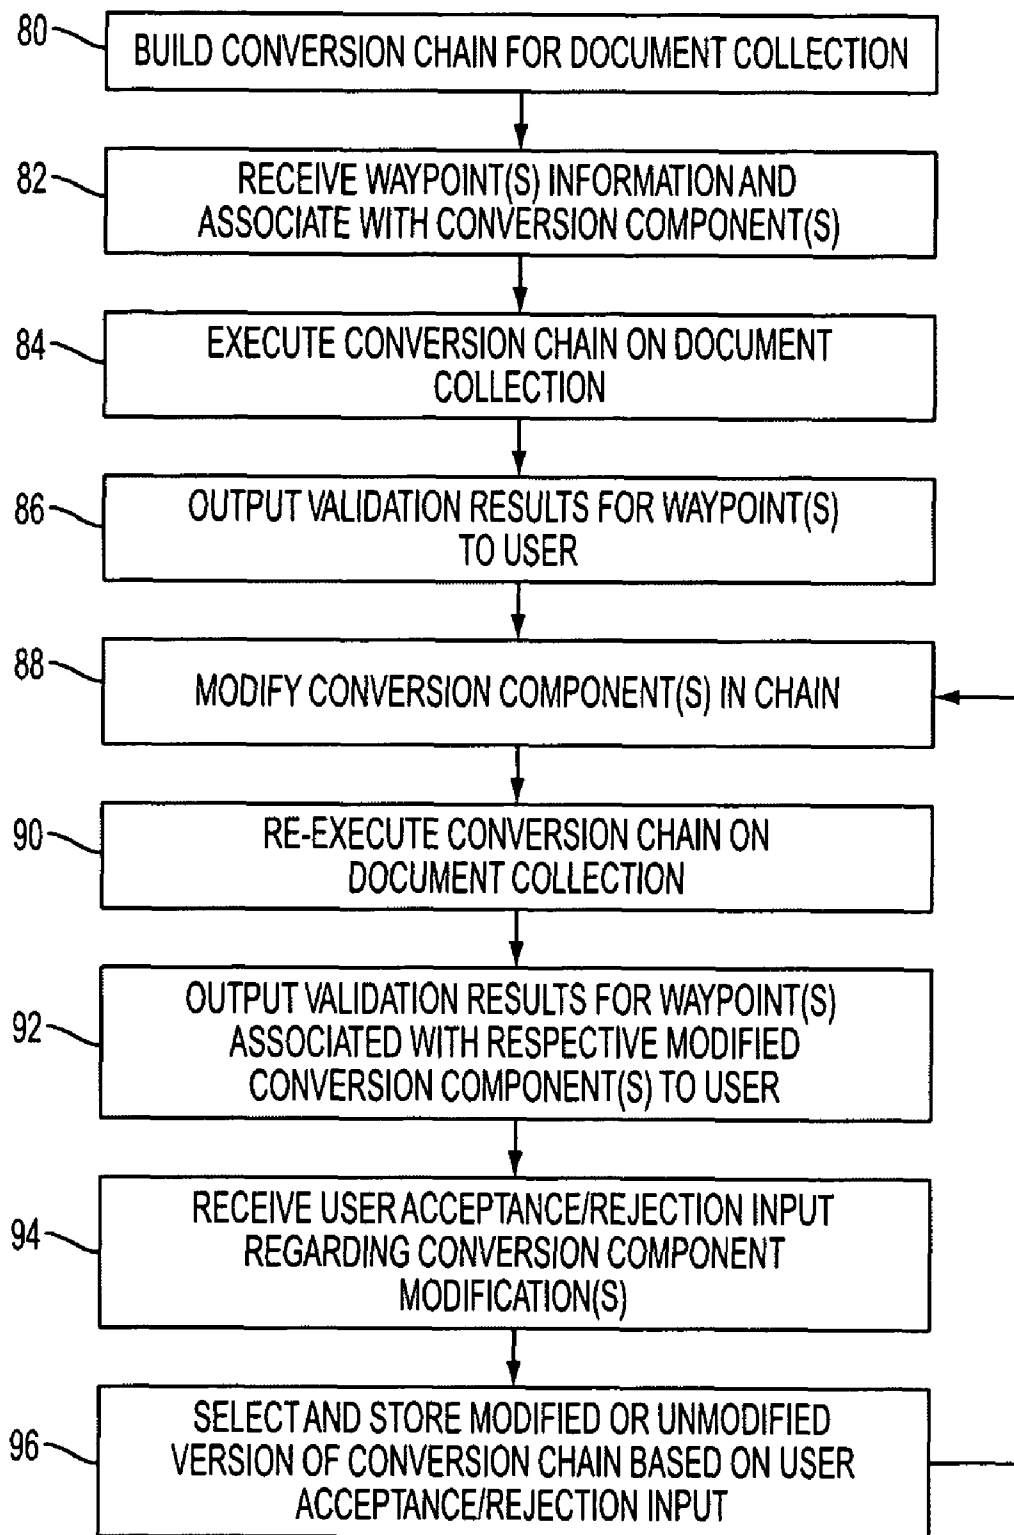 80
BUILD CONVERSION CHAIN FOR DOCUMENT COLLECTION
82
RECEIVE WAYPOINT(S) INFORMATION AND
ASSOCIATE WITH CONVERSION COMPONENT(S)
84
EXECUTE CONVERSION CHAIN ON DOCUMENT
COLLECTION
86
OUTPUT VALIDATION RESULTS FOR WAYPOINT(S)
TO USER
88
MODIFY CONVERSION COMPONENT(S) IN CHAIN
90
RE-EXECUTE CONVERSION CHAIN ON
DOCUMENT COLLECTION
92
OUTPUT VALIDATION RESULTS FOR WAYPOINT(S)
ASSOCIATED WITH RESPECTIVE MODIFIED
CONVERSION COMPONENT(S) TO USER
94
RECEIVE USER ACCEPTANCE/REJECTION INPUT
REGARDING CONVERSION COMPONENT
MODIFICATION(S)
96
SELECT AND STORE MODIFIED OR UNMODIFIED
VERSION OF CONVERSION CHAIN BASED ON USER
ACCEPTANCE/REJECTION INPUT